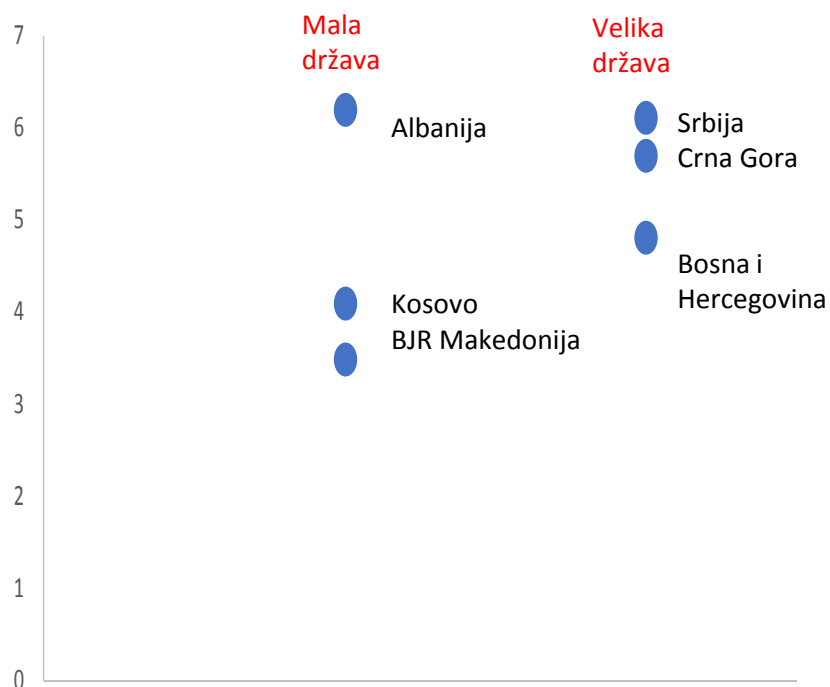 Mala
država
Velika
država
7
6
5
4
3
2
1
0
Albanija
Kosovo
BJR Makedonija
Srbija
Crna Gora
Bosna i
Hercegovina